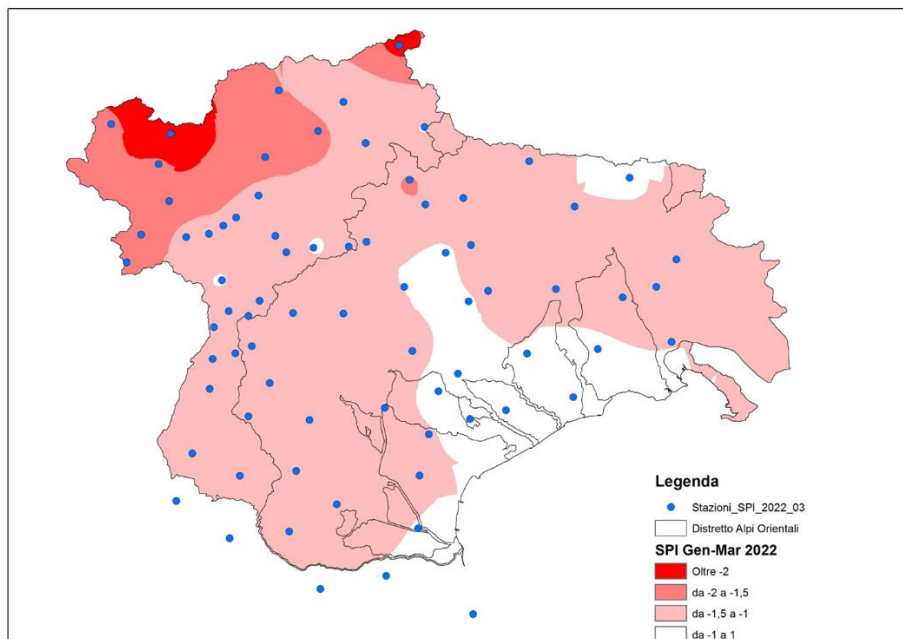 Legenda
Stazioni_SPI_2022_03
Distretto Alpi Orientali
SPI Gen-Mar 2022
Oltre -2
da -2 a -1,5
da -1,5 a -1
da -1 a 1